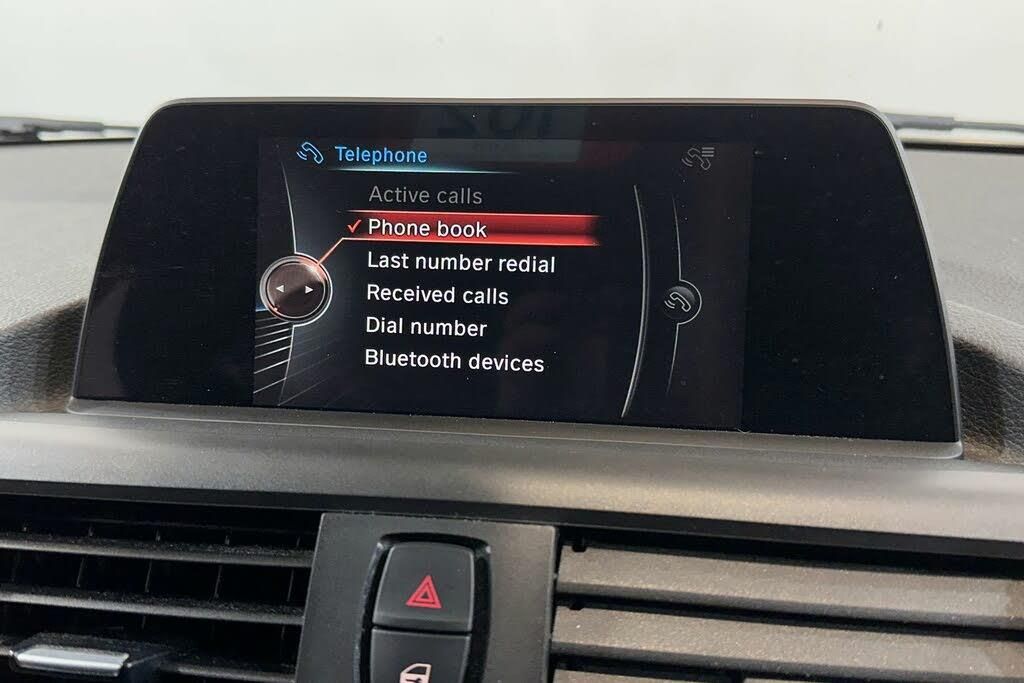 Telephone
Active calls
Phone book
Last number redial
Received calls
Dial number
Bluetooth devices